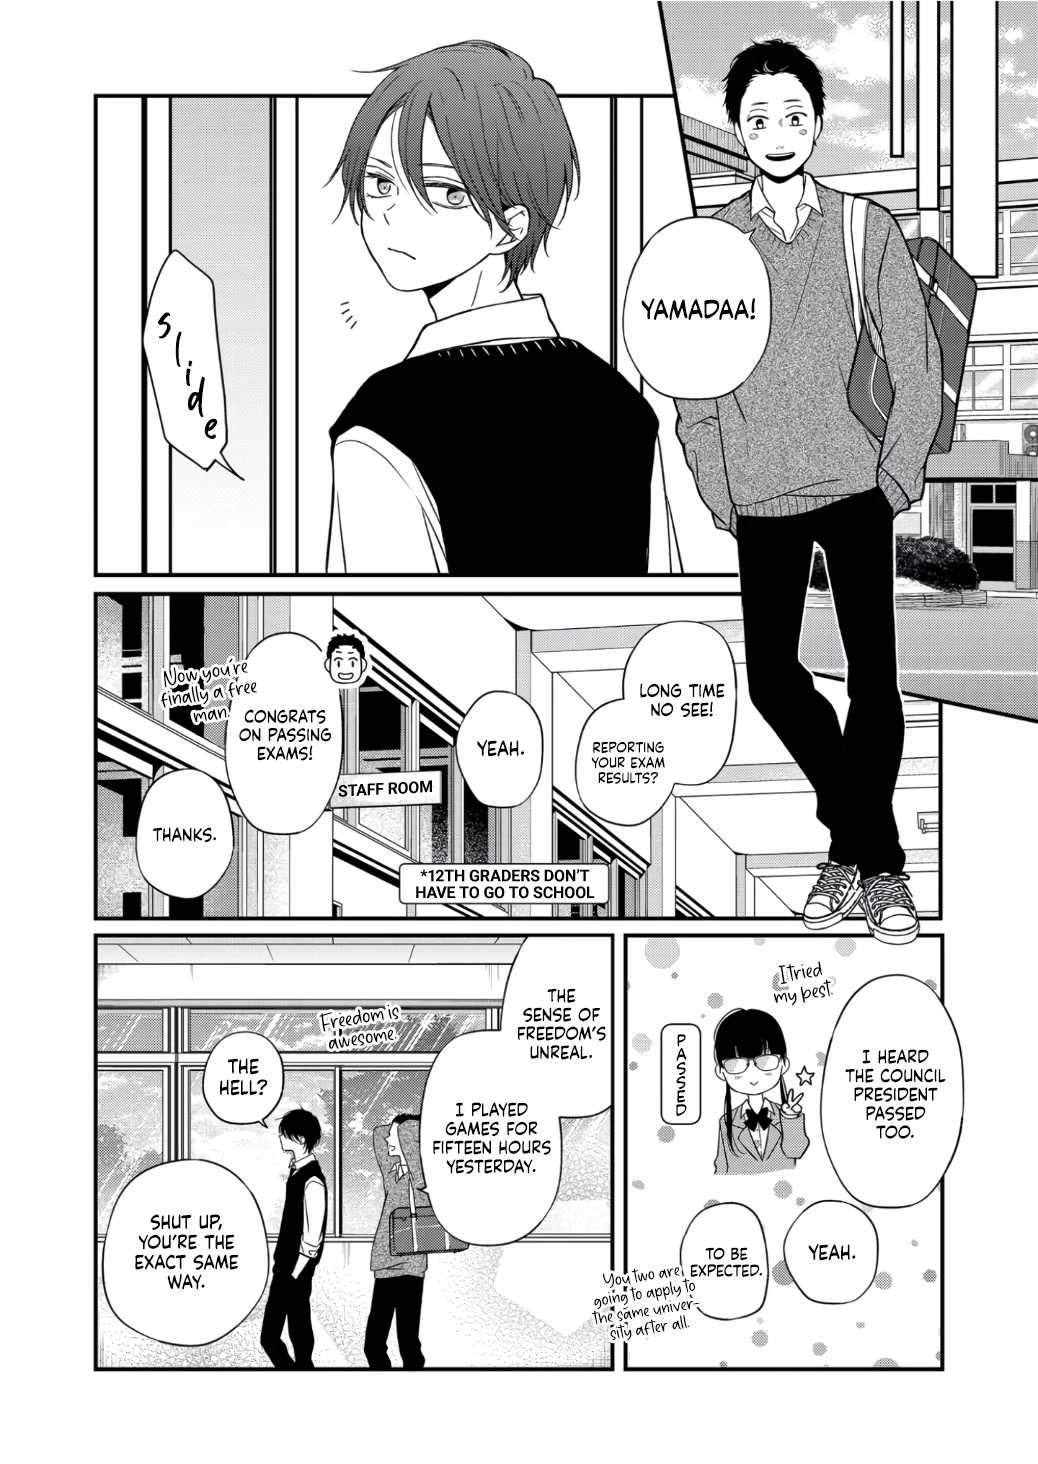 YAMADAA!
slide
LONG TIME
NO SEE!
REPORTING
YOUR EXAM
RESULTS?
YEAH.
CONGRATS
ON PASSING
EXAMS!
Now you're
finally a free
man.
THANKS.
STAFF ROOM
*12TH GRADERS DON'T
HAVE TO GO TO SCHOOL
I HEARD
THE COUNCIL
PRESIDENT
PASSED
TOO.
I tried
my best.
PASSED
YEAH.
TO BE
EXPECTED.
You two are
going to apply to
the same univer-
sity after all.
THE
SENSE OF
FREEDOM'S
UNREAL.
I PLAYED
GAMES FOR
FIFTEEN HOURS
YESTERDAY.
Freedom is
awesome.
THE
HELL?
SHUT UP,
YOU'RE THE
EXACT SAME
WAY.